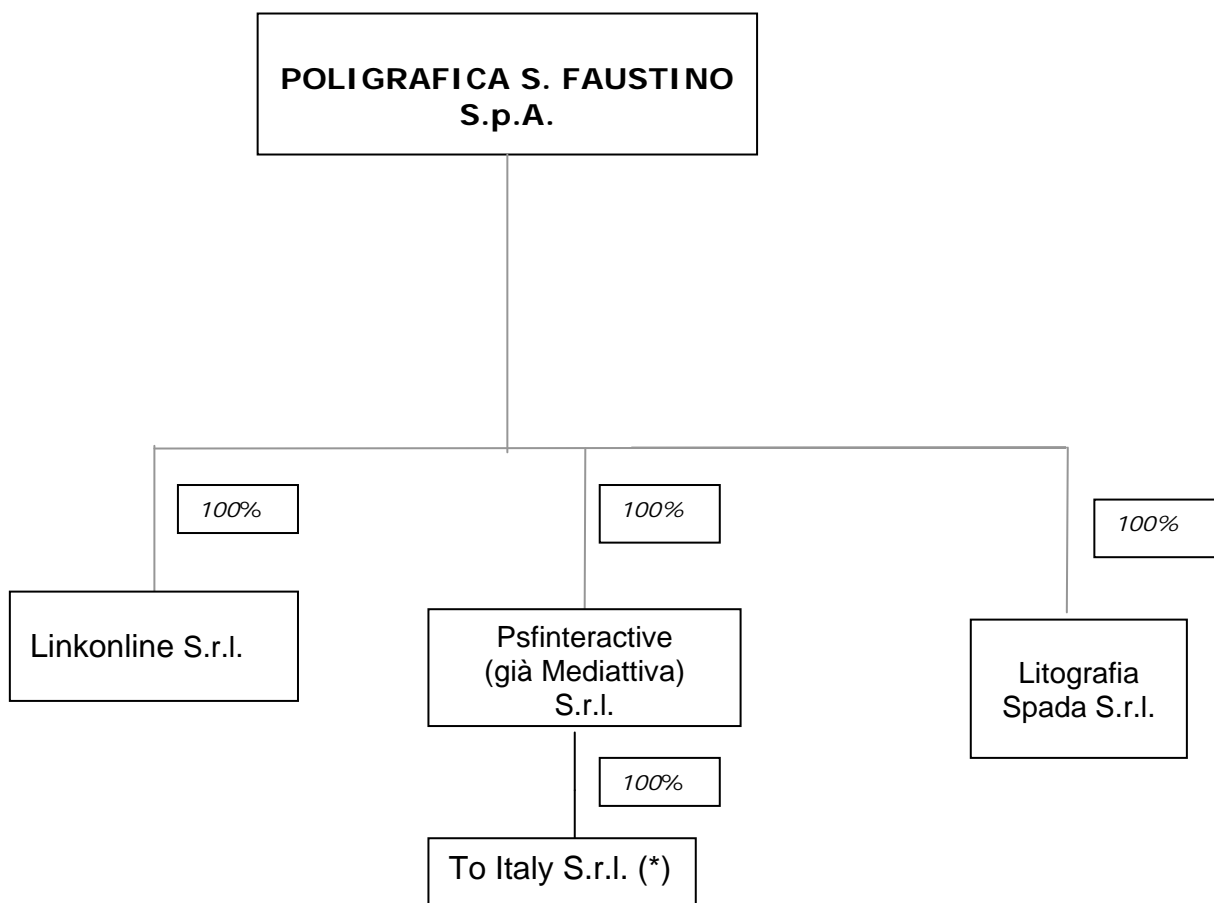 POLIGRAFICA S. FAUSTINO
S.p.A.
100%
100%
100%
Linkonline S.r.l.
Psfinteractive
(già Mediattiva)
S.r.l.
Litografia
Spada S.r.l.
100%
To Italy S.r.l. (*)